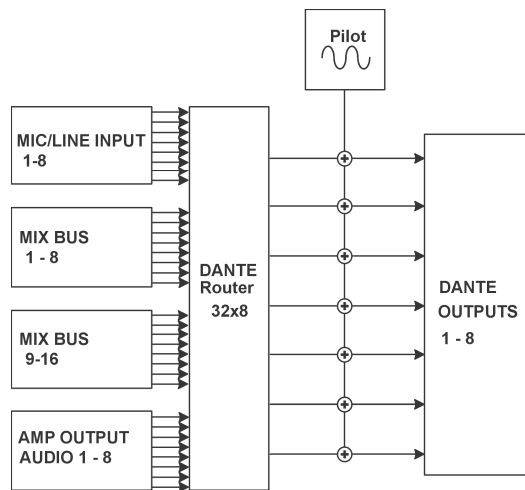 Pilot
MIC/LINE INPUT
1-8
MIX BUS
1 - 8
MIX BUS
9-16
AMP OUTPUT
AUDIO 1 - 8
DANTE
Router
32x8
DANTE
OUTPUTS
1 - 8